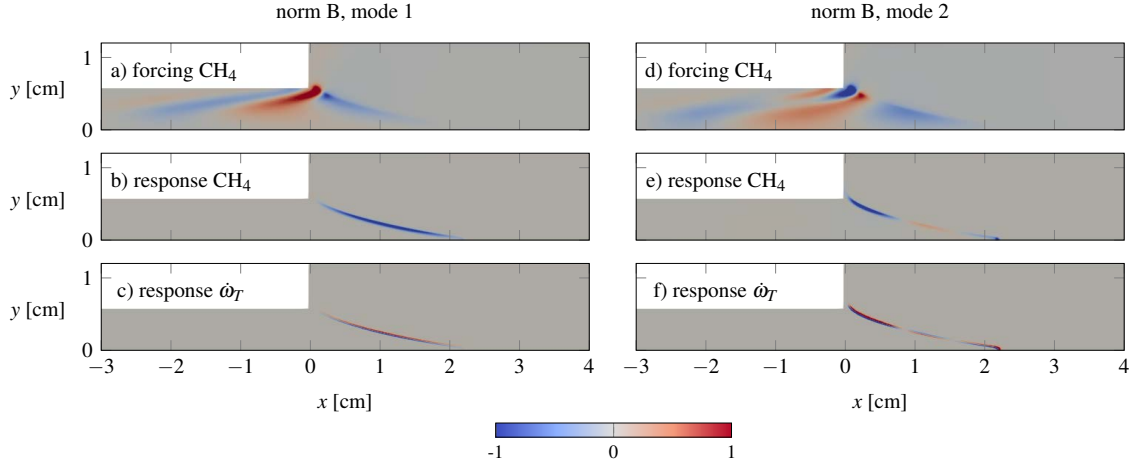 norm B, mode 1
norm B, mode 2
1
0
y [cm]
a) forcing CH₄
d) forcing CH₄
1
0
y [cm]
b) response CH₄
e) response CH₄
1
0
y [cm]
c) response ω̇_T
f) response ω̇_T
−3 −2 −1 0 1 2 3 4
−3 −2 −1 0 1 2 3 4
x [cm]
x [cm]
-1 0 1